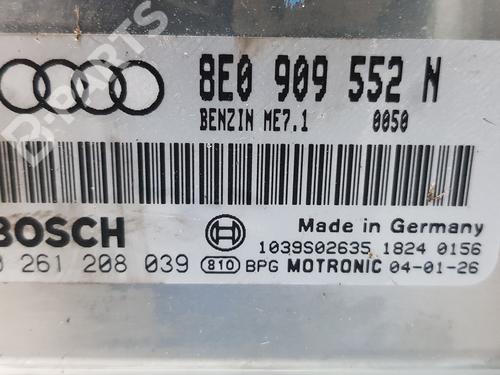 B-PARTS
8E0 909 552 N
BENZIN ME7.1 0050
BOSCH
Made in Germany
1039S02635 1824 0156
0 261 208 039 810 BPG MOTRONIC 04-01-26